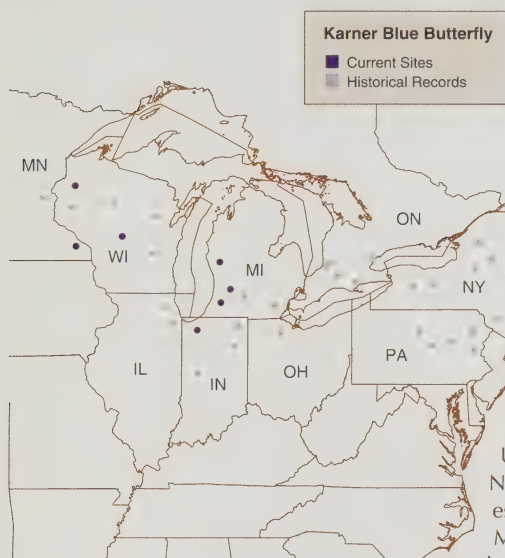 Karner Blue Butterfly
Current Sites
Historical Records
MN
ON
WI
MI
NY
IL
IN
OH
PA